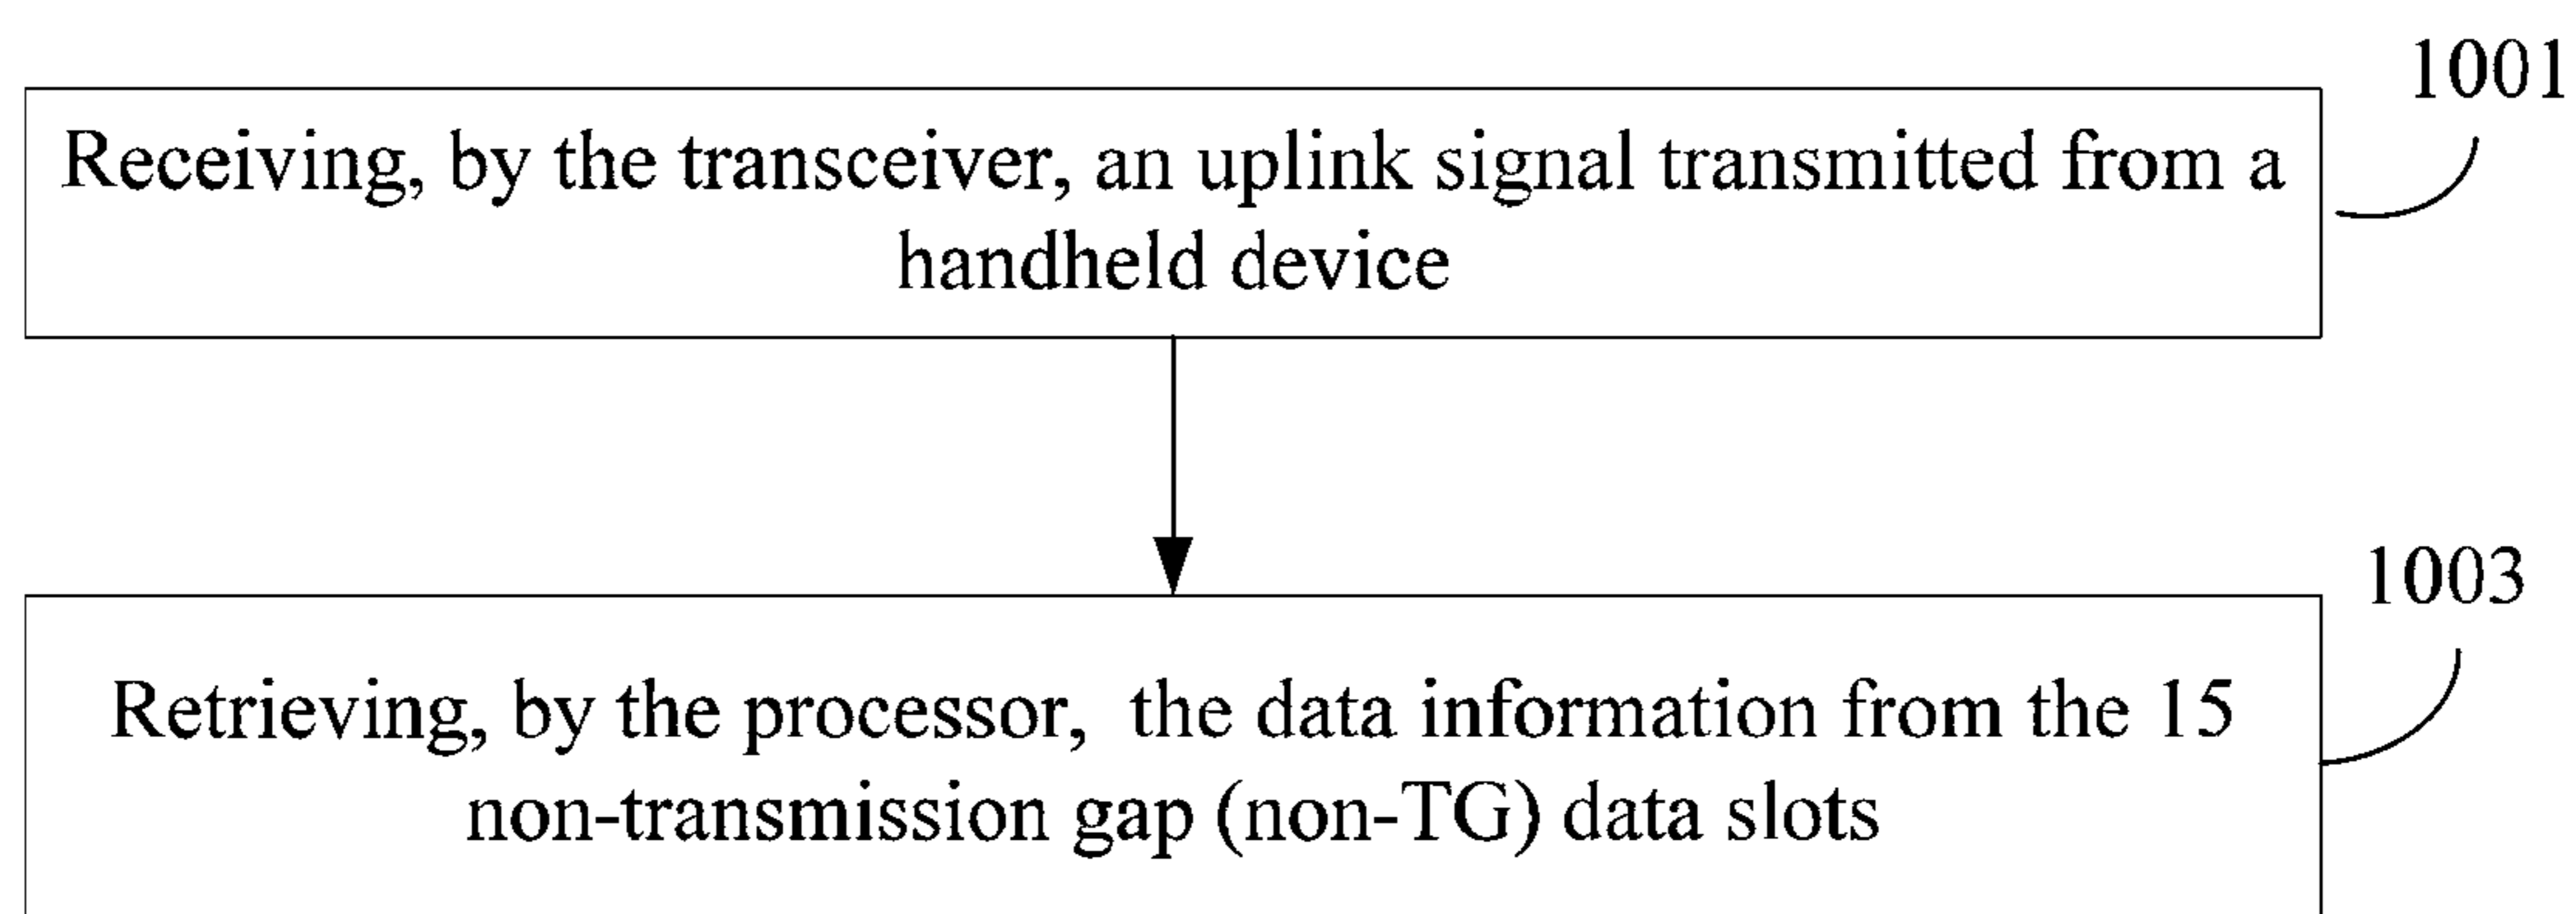 1001
Receiving, by the transceiver, an uplink signal transmitted from a
handheld device
1003
Retrieving, by the processor, the data information from the 15
non-transmission gap (non-TG) data slots